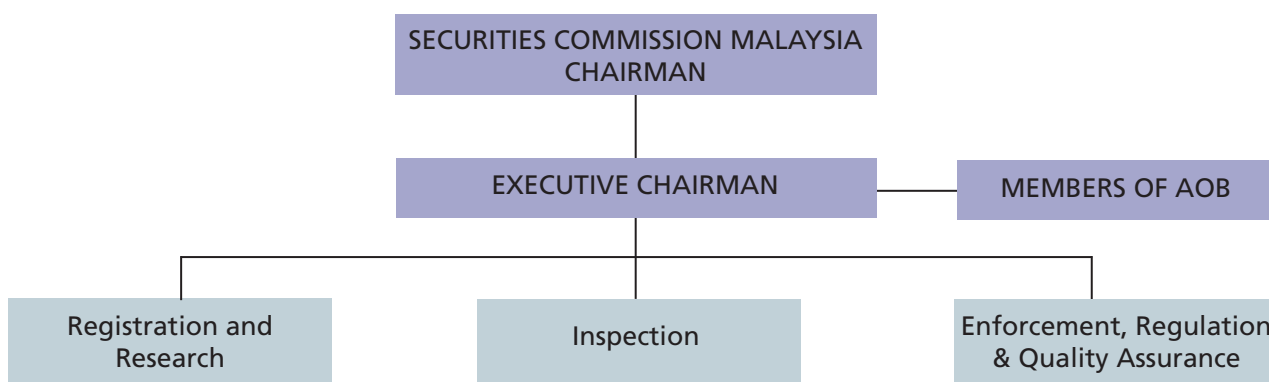 SECURITIES COMMISSION MALAYSIA
CHAIRMAN
EXECUTIVE CHAIRMAN
MEMBERS OF AOB
Registration and
Research
Inspection
Enforcement, Regulation
& Quality Assurance